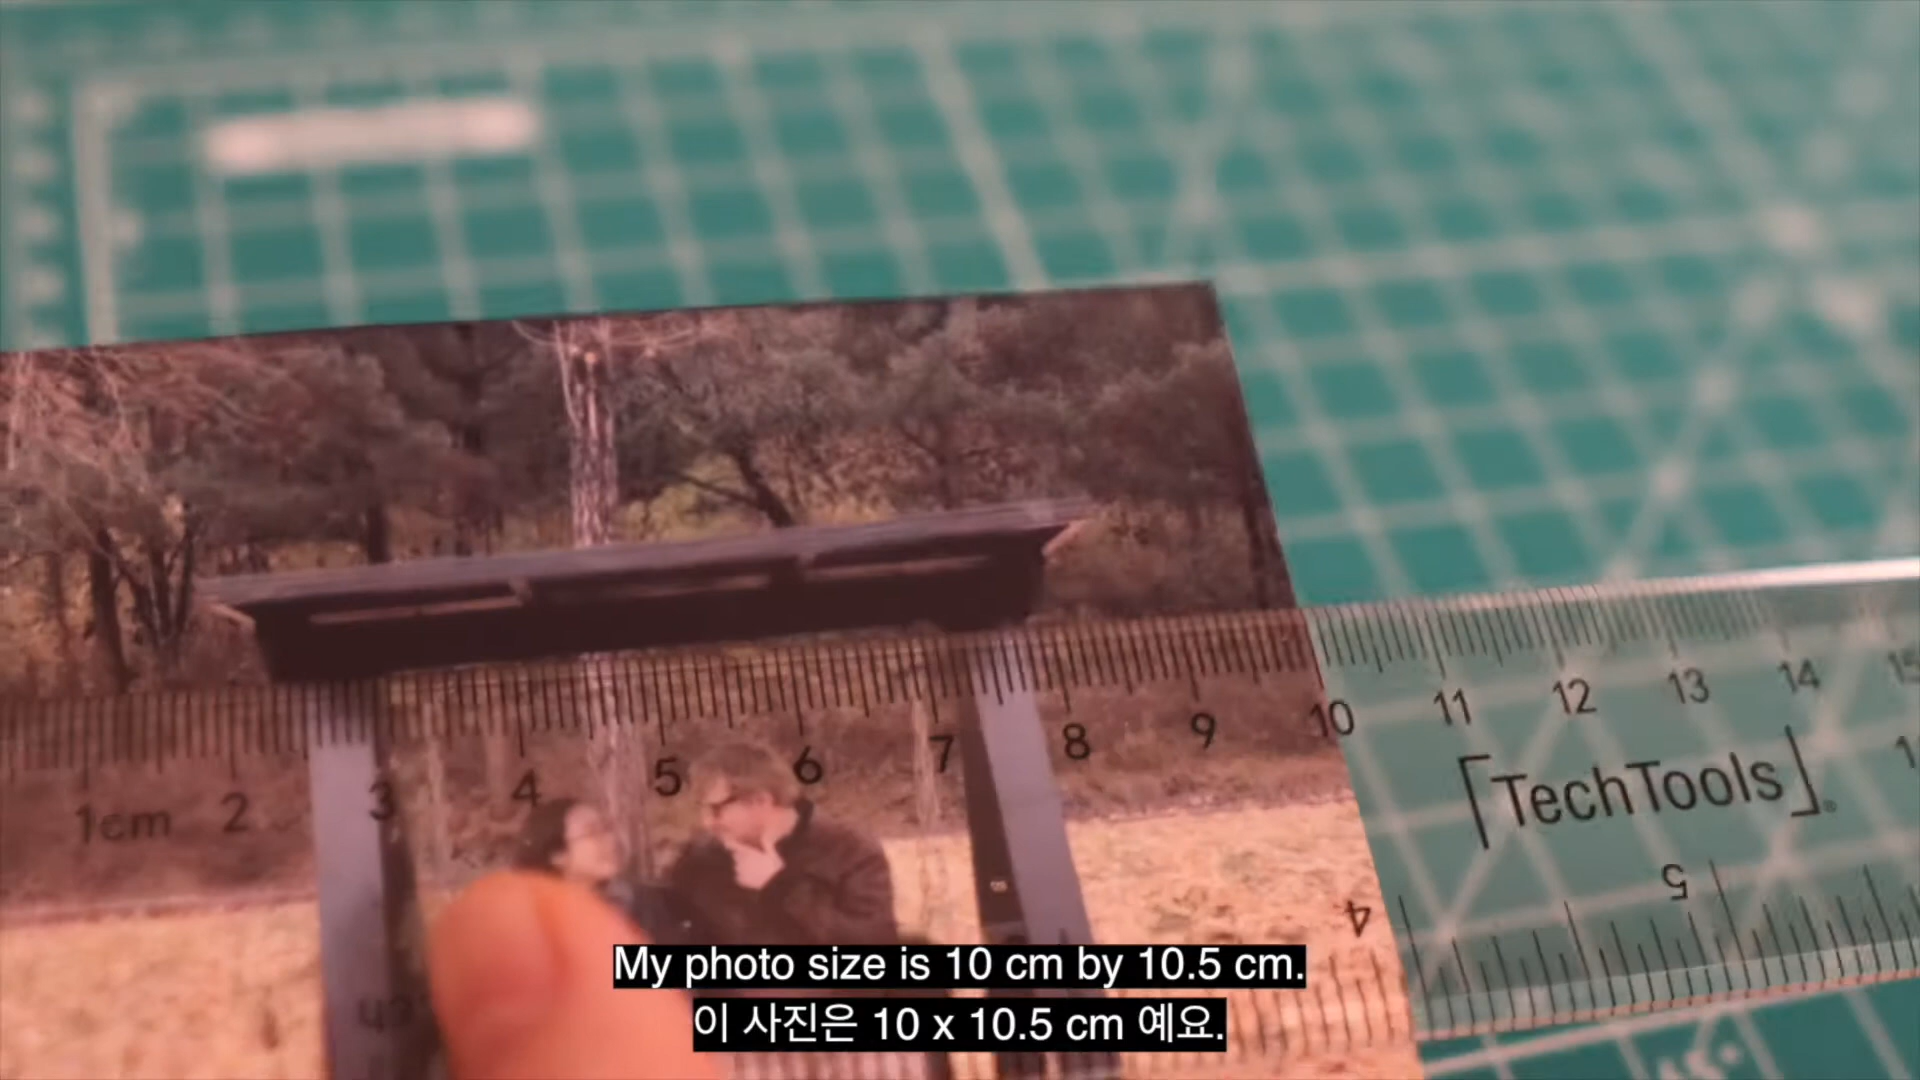 1cm 2 3 4 5 6 7 8 9 10 11 12 13 14 15
TechTools
4 5
My photo size is 10 cm by 10.5 cm.
이 사진은 10 x 10.5 cm 예요.